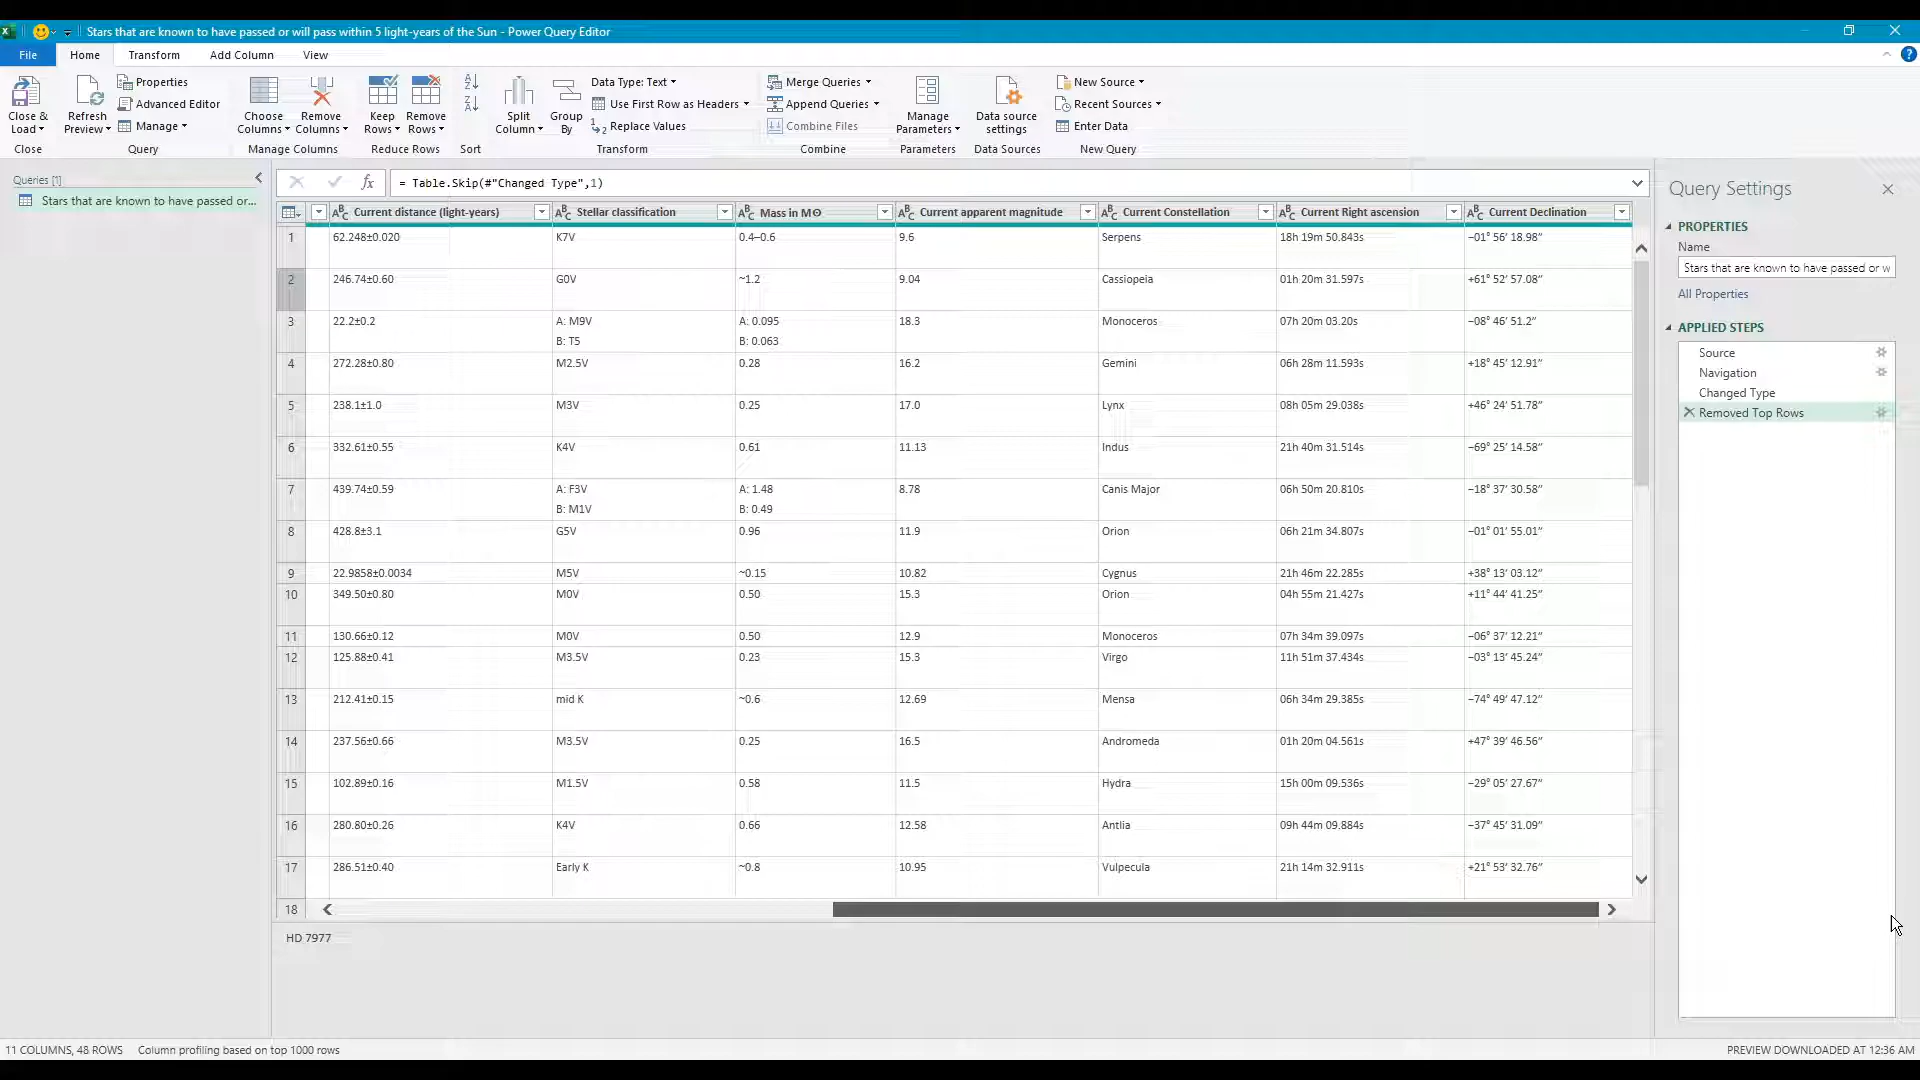 Stars that are known to have passed or will pass within 5 light-years of the Sun - Power Query Editor
File Home Transform Add Column View
Close & Load
Close
Refresh Preview
Properties
Advanced Editor
Manage
Query
Choose Columns
Remove Columns
Manage Columns
Keep Rows
Remove Rows
Reduce Rows
Sort
Split Column
Group By
Data Type: Text
Use First Row as Headers
Replace Values
Transform
Merge Queries
Append Queries
Combine Files
Combine
Manage Parameters
Parameters
Data source settings
Data Sources
New Source
Recent Sources
Enter Data
New Query
Queries [1]
Stars that are known to have passed or...
fx = Table.Skip(#"Changed Type",1)
Current distance (light-years) Stellar classification Mass in M⊙ Current apparent magnitude Current Constellation Current Right ascension Current Declination
1 62.248±0.020 K7V 0.4–0.6 9.6 Serpens 18h 19m 50.843s −01° 56′ 18.98″
2 246.74±0.60 G0V ~1.2 9.04 Cassiopeia 01h 20m 31.597s +61° 52′ 57.08″
3 22.2±0.2 A: M9V A: 0.095 18.3 Monoceros 07h 20m 03.20s −08° 46′ 51.2″
B: T5 B: 0.063
4 272.28±0.80 M2.5V 0.28 16.2 Gemini 06h 28m 11.593s +18° 45′ 12.91″
5 238.1±1.0 M3V 0.25 17.0 Lynx 08h 05m 29.038s +46° 24′ 51.78″
6 332.61±0.55 K4V 0.61 11.13 Indus 21h 40m 31.514s −69° 25′ 14.58″
7 439.74±0.59 A: F3V A: 1.48 8.78 Canis Major 06h 50m 20.810s −18° 37′ 30.58″
B: M1V B: 0.49
8 428.8±3.1 G5V 0.96 11.9 Orion 06h 21m 34.807s −01° 01′ 55.01″
9 22.9858±0.0034 M5V ~0.15 10.82 Cygnus 21h 46m 22.285s +38° 13′ 03.12″
10 349.50±0.80 M0V 0.50 15.3 Orion 04h 55m 21.427s +11° 44′ 41.25″
11 130.66±0.12 M0V 0.50 12.9 Monoceros 07h 34m 39.097s −06° 37′ 12.21″
12 125.88±0.41 M3.5V 0.23 15.3 Virgo 11h 51m 37.434s −03° 13′ 45.24″
13 212.41±0.15 mid K ~0.6 12.69 Mensa 06h 34m 29.385s −74° 49′ 47.12″
14 237.56±0.66 M3.5V 0.25 16.5 Andromeda 01h 20m 04.561s +47° 39′ 46.56″
15 102.89±0.16 M1.5V 0.58 11.5 Hydra 15h 00m 09.536s −29° 05′ 27.67″
16 280.80±0.26 K4V 0.66 12.58 Antlia 09h 44m 09.884s −37° 45′ 31.09″
17 286.51±0.40 Early K ~0.8 10.95 Vulpecula 21h 14m 32.911s +21° 53′ 32.76″
18
HD 7977
Query Settings
PROPERTIES
Name
Stars that are known to have passed or w
All Properties
APPLIED STEPS
Source
Navigation
Changed Type
Removed Top Rows
11 COLUMNS, 48 ROWS Column profiling based on top 1000 rows
PREVIEW DOWNLOADED AT 12:36 AM